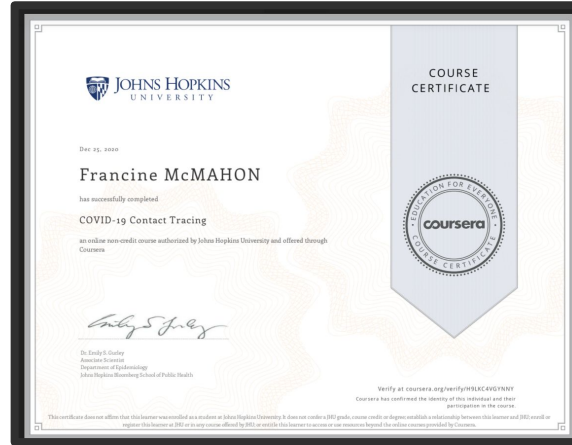 JOHNS HOPKINS
UNIVERSITY
Dec 25, 2020
Francine McMAHON
has successfully completed
COVID-19 Contact Tracing
an online non-credit course authorized by Johns Hopkins University and offered through
Coursera
Dr. Emily S. Gurley
Associate Scientist
Department of Epidemiology
Johns Hopkins Bloomberg School of Public Health
COURSE
CERTIFICATE
EDUCATION FOR EVERYONE
coursera
COURSE CERTIFICATE
Verify at coursera.org/verify/H9LKC4VGYNNY
Coursera has confirmed the identity of this individual and their
participation in the course.
This certificate does not affirm that this learner was enrolled as a student at Johns Hopkins University. It does not confer a JHU grade, course credit or degree, establish a relationship between this learner and JHU, enroll or
register this learner at JHU or in any course offered by JHU, or entitle this learner to access or use resources beyond the online courses provided by Coursera.